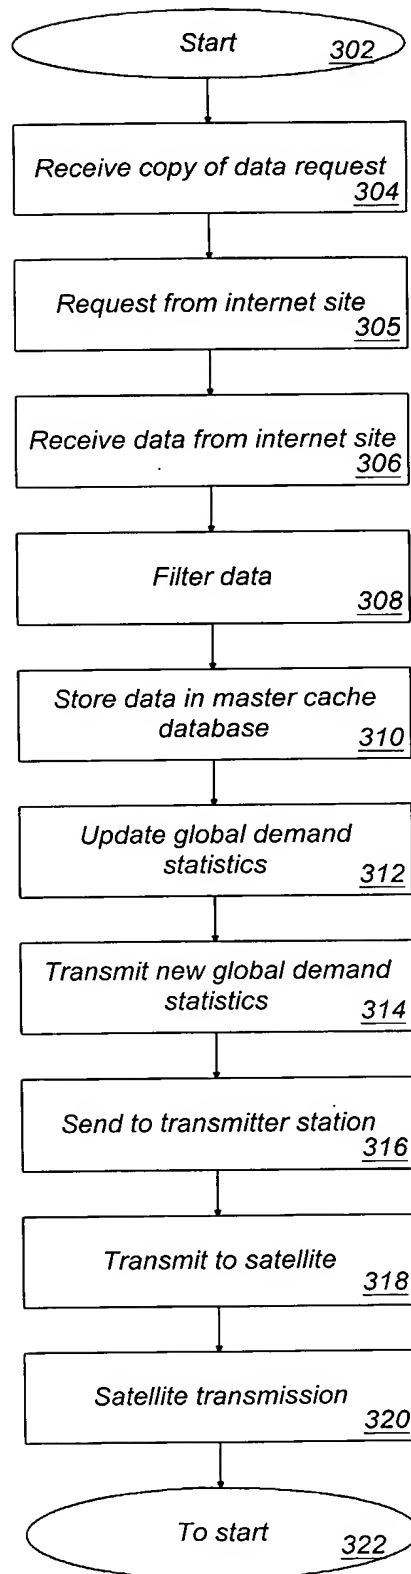 Start
302
Receive copy of data request
304
Request from internet site
305
Receive data from internet site
306
Filter data
308
Store data in master cache
database
310
Update global demand
statistics
312
Transmit new global demand
statistics
314
Send to transmitter station
316
Transmit to satellite
318
Satellite transmission
320
To start
322